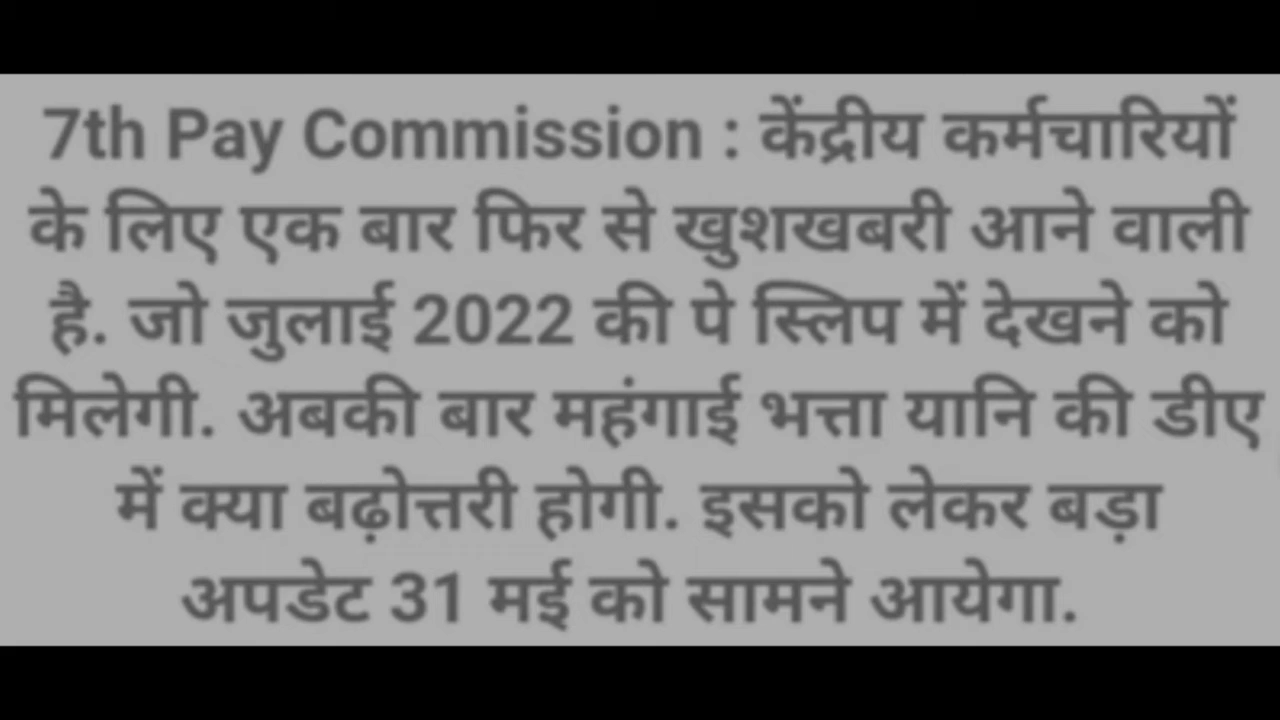 7th Pay Commission : केंद्रीय कर्मचारियों
के लिए एक बार फिर से खुशखबरी आने वाली
है. जो जुलाई 2022 की पे स्लिप में देखने को
मिलेगी. अबकी बार महंगाई भत्ता यानि की डीए
में क्या बढ़ोत्तरी होगी. इसको लेकर बड़ा
अपडेट 31 मई को सामने आयेगा.